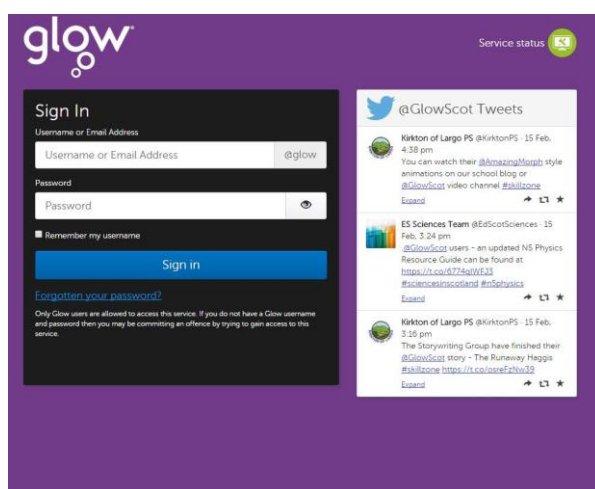 glow
Service status
Sign In
Username or Email Address
Username or Email Address
@glow
Password
Password
Remember my username
Sign in
Forgotten your password?
Only Glow users are allowed to access this service. If you do not have a Glow username
and password then you may be committing an offence by trying to gain access to this
service.
@GlowScot Tweets
Kirkton of Largo PS @KirktonPS · 15 Feb,
4:38 pm
You can watch their @AmazingMorph style
animations on our school blog or
@GlowScot video channel #skillzone
Expand
ES Sciences Team @EdScotSciences · 15
Feb, 3:24 pm
@GlowScot users - an updated N5 Physics
Resource Guide can be found at
#sciencesinscotland #n5physics
Expand
Kirkton of Largo PS @KirktonPS · 15 Feb,
3:16 pm
The Storywriting Group have finished their
@GlowScot story - The Runaway Haggis
#skillzone https://t.co/osreFzNw39
Expand